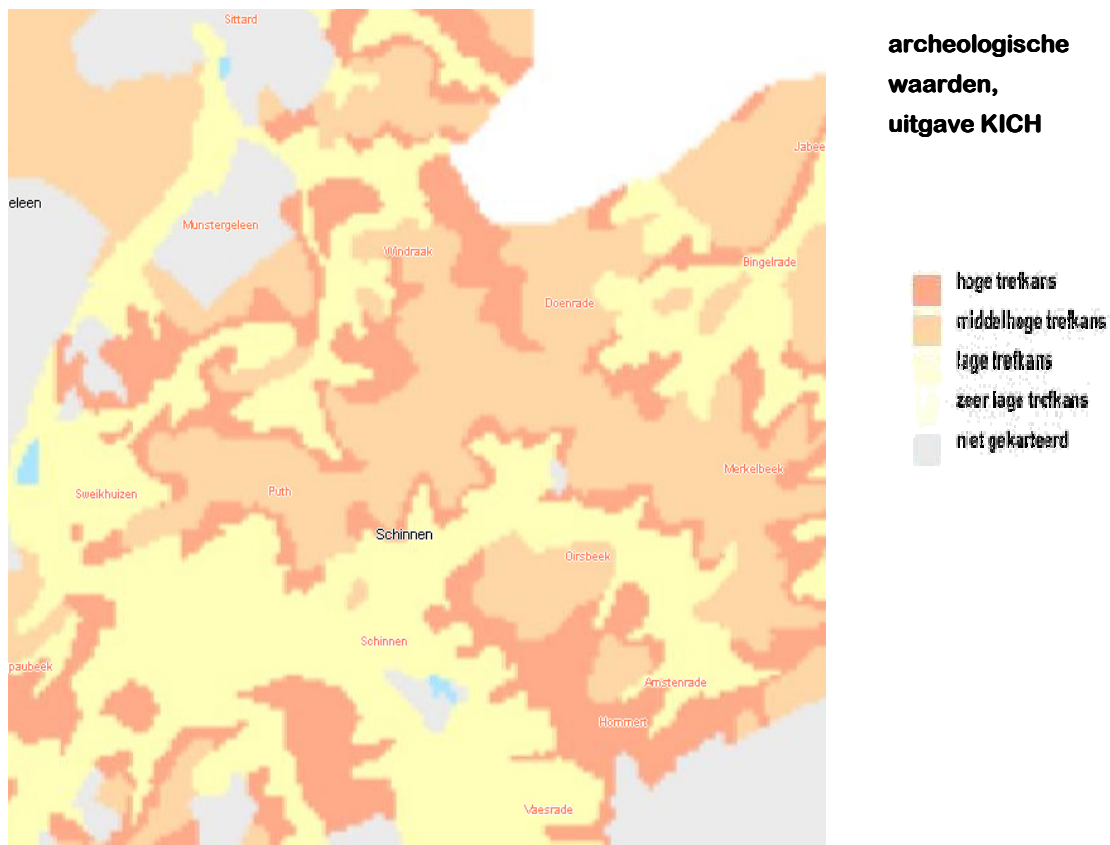 archeologische
waarden,
uitgave KICH
Sittard
Jabee
eleen
Munstergeleen
Windraak
Bingelrade
Doenrade
hoge trefkans
middelhoge trefkans
lage trefkans
zeer lage trefkans
niet gekarteerd
Merkelbeek
Sweikhuizen
Puth
Schinnen
Oirsbeek
Schinnen
paubeek
Amstenrade
Hommert
Vaesrade